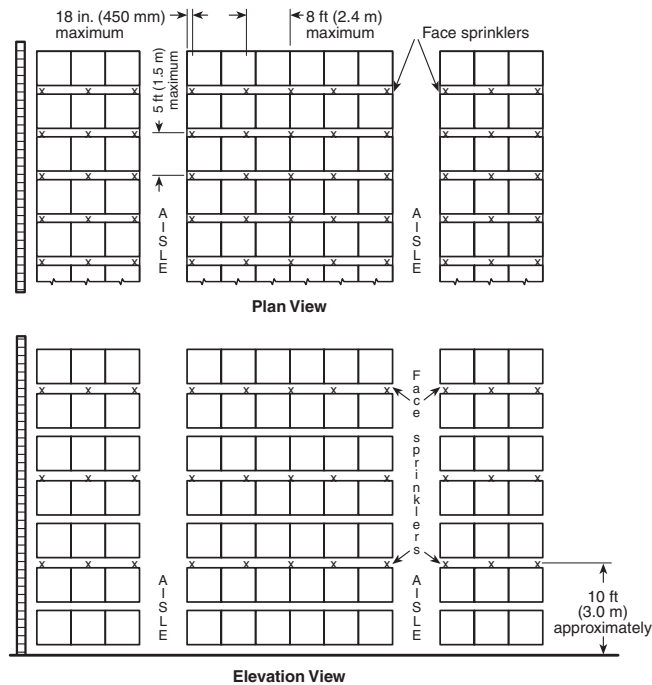 18 in. (450 mm)
maximum
8 ft (2.4 m)
maximum
Face sprinklers
5 ft (1.5 m)
maximum
X X X X X X X X X X X
X X X X X X X X X X X
X X X X X X X X X X X
X X X X X X X X X X X
X X X X X X X X X X X
AISLE
AISLE
Plan View
X X X X X X X X X X X
X X X X X X X X X X X
X X X X X X X X X X X
Face sprinklers
AISLE
AISLE
10 ft
(3.0 m)
approximately
Elevation View